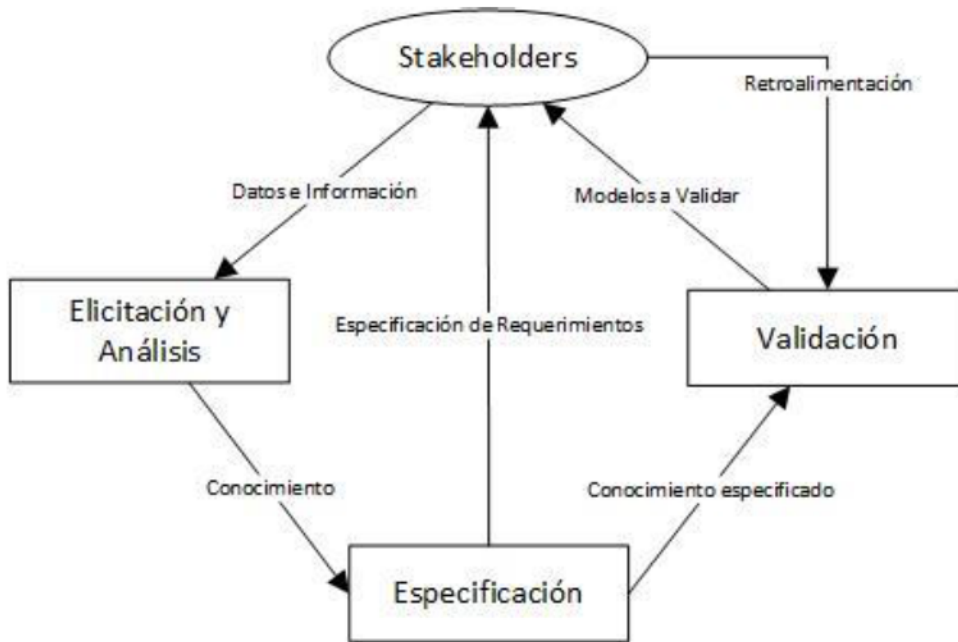 Stakeholders
Retroalimentación
Datos e Información
Modelos a Validar
Elicitación y
Análisis
Especificación de Requerimientos
Validación
Conocimiento
Conocimiento especificado
Especificación